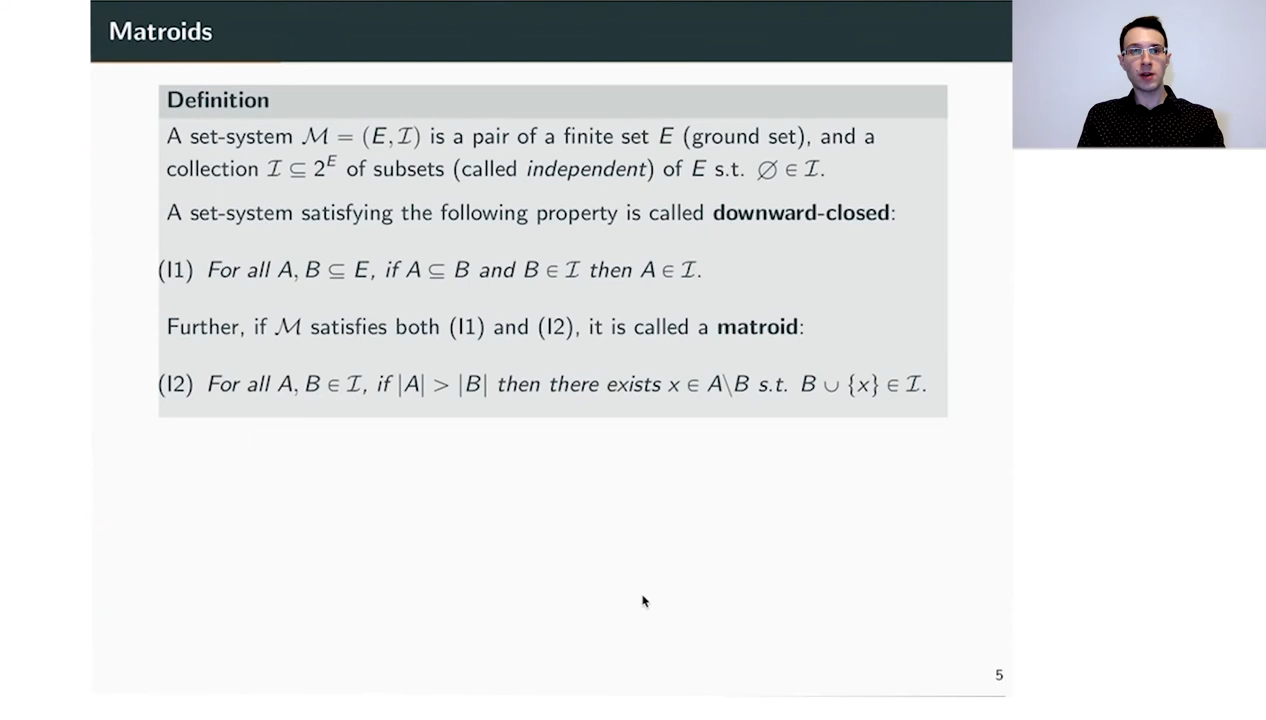 Matroids
Definition
A set-system ℳ = (E, ℐ) is a pair of a finite set E (ground set), and a
collection ℐ ⊆ 2^E of subsets (called independent) of E s.t. ∅ ∈ ℐ.
A set-system satisfying the following property is called downward-closed:
(I1) For all A, B ⊆ E, if A ⊆ B and B ∈ ℐ then A ∈ ℐ.
Further, if ℳ satisfies both (I1) and (I2), it is called a matroid:
(I2) For all A, B ∈ ℐ, if |A| > |B| then there exists x ∈ A\B s.t. B ∪ {x} ∈ ℐ.
5